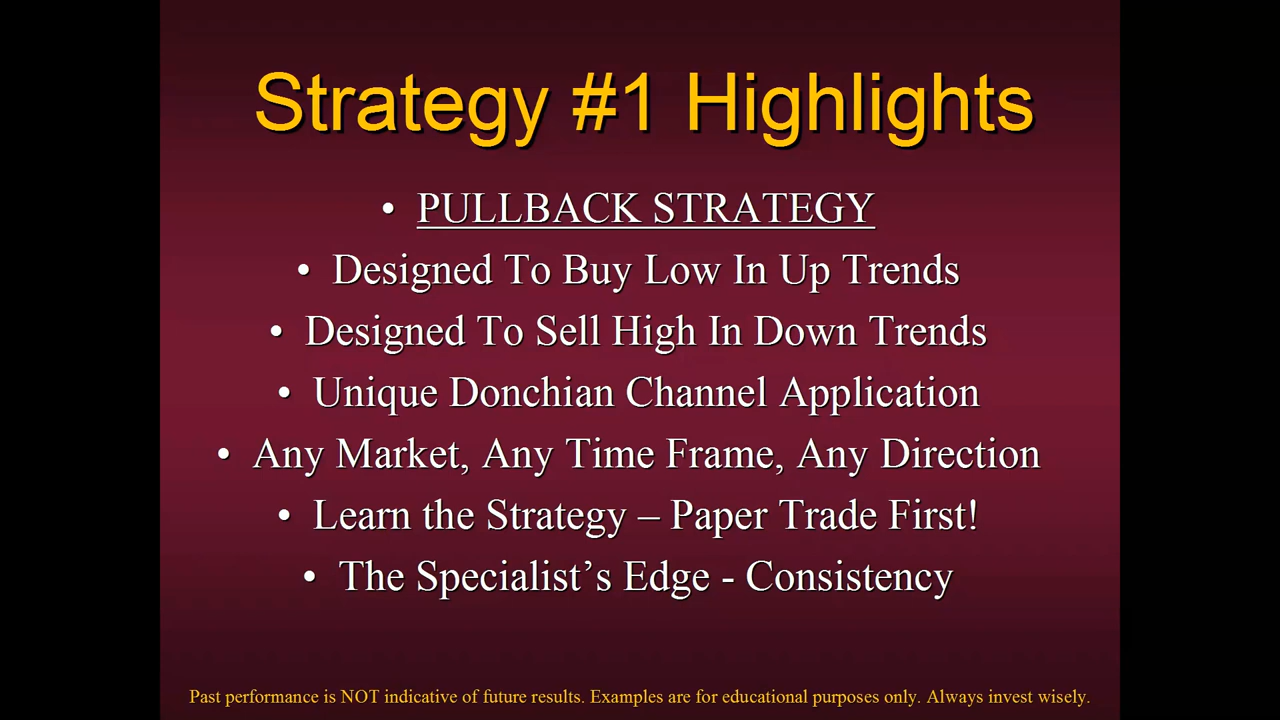 Strategy #1 Highlights
• PULLBACK STRATEGY
• Designed To Buy Low In Up Trends
• Designed To Sell High In Down Trends
• Unique Donchian Channel Application
• Any Market, Any Time Frame, Any Direction
• Learn the Strategy – Paper Trade First!
• The Specialist’s Edge - Consistency
Past performance is NOT indicative of future results. Examples are for educational purposes only. Always invest wisely.